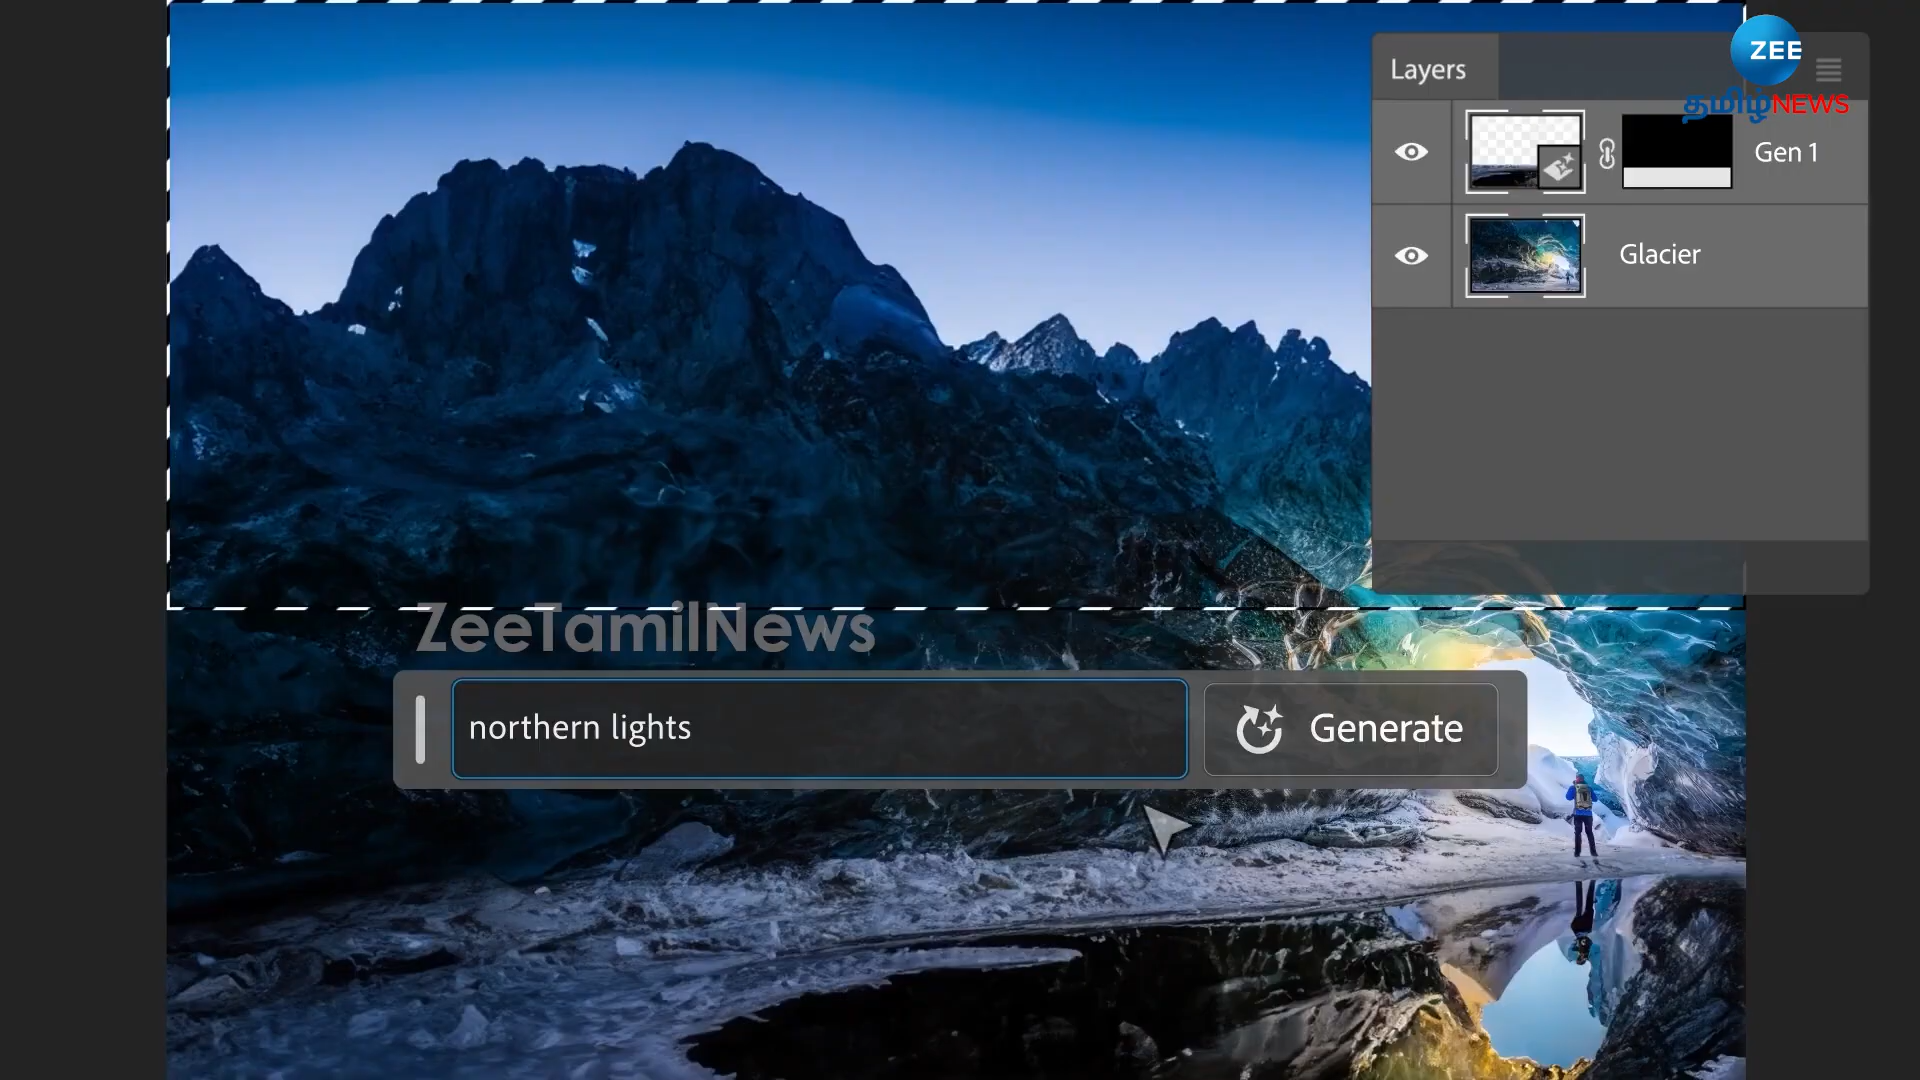 Layers
ZEE
தமிழ்NEWS
Gen 1
Glacier
ZeeTamilNews
northern lights
Generate